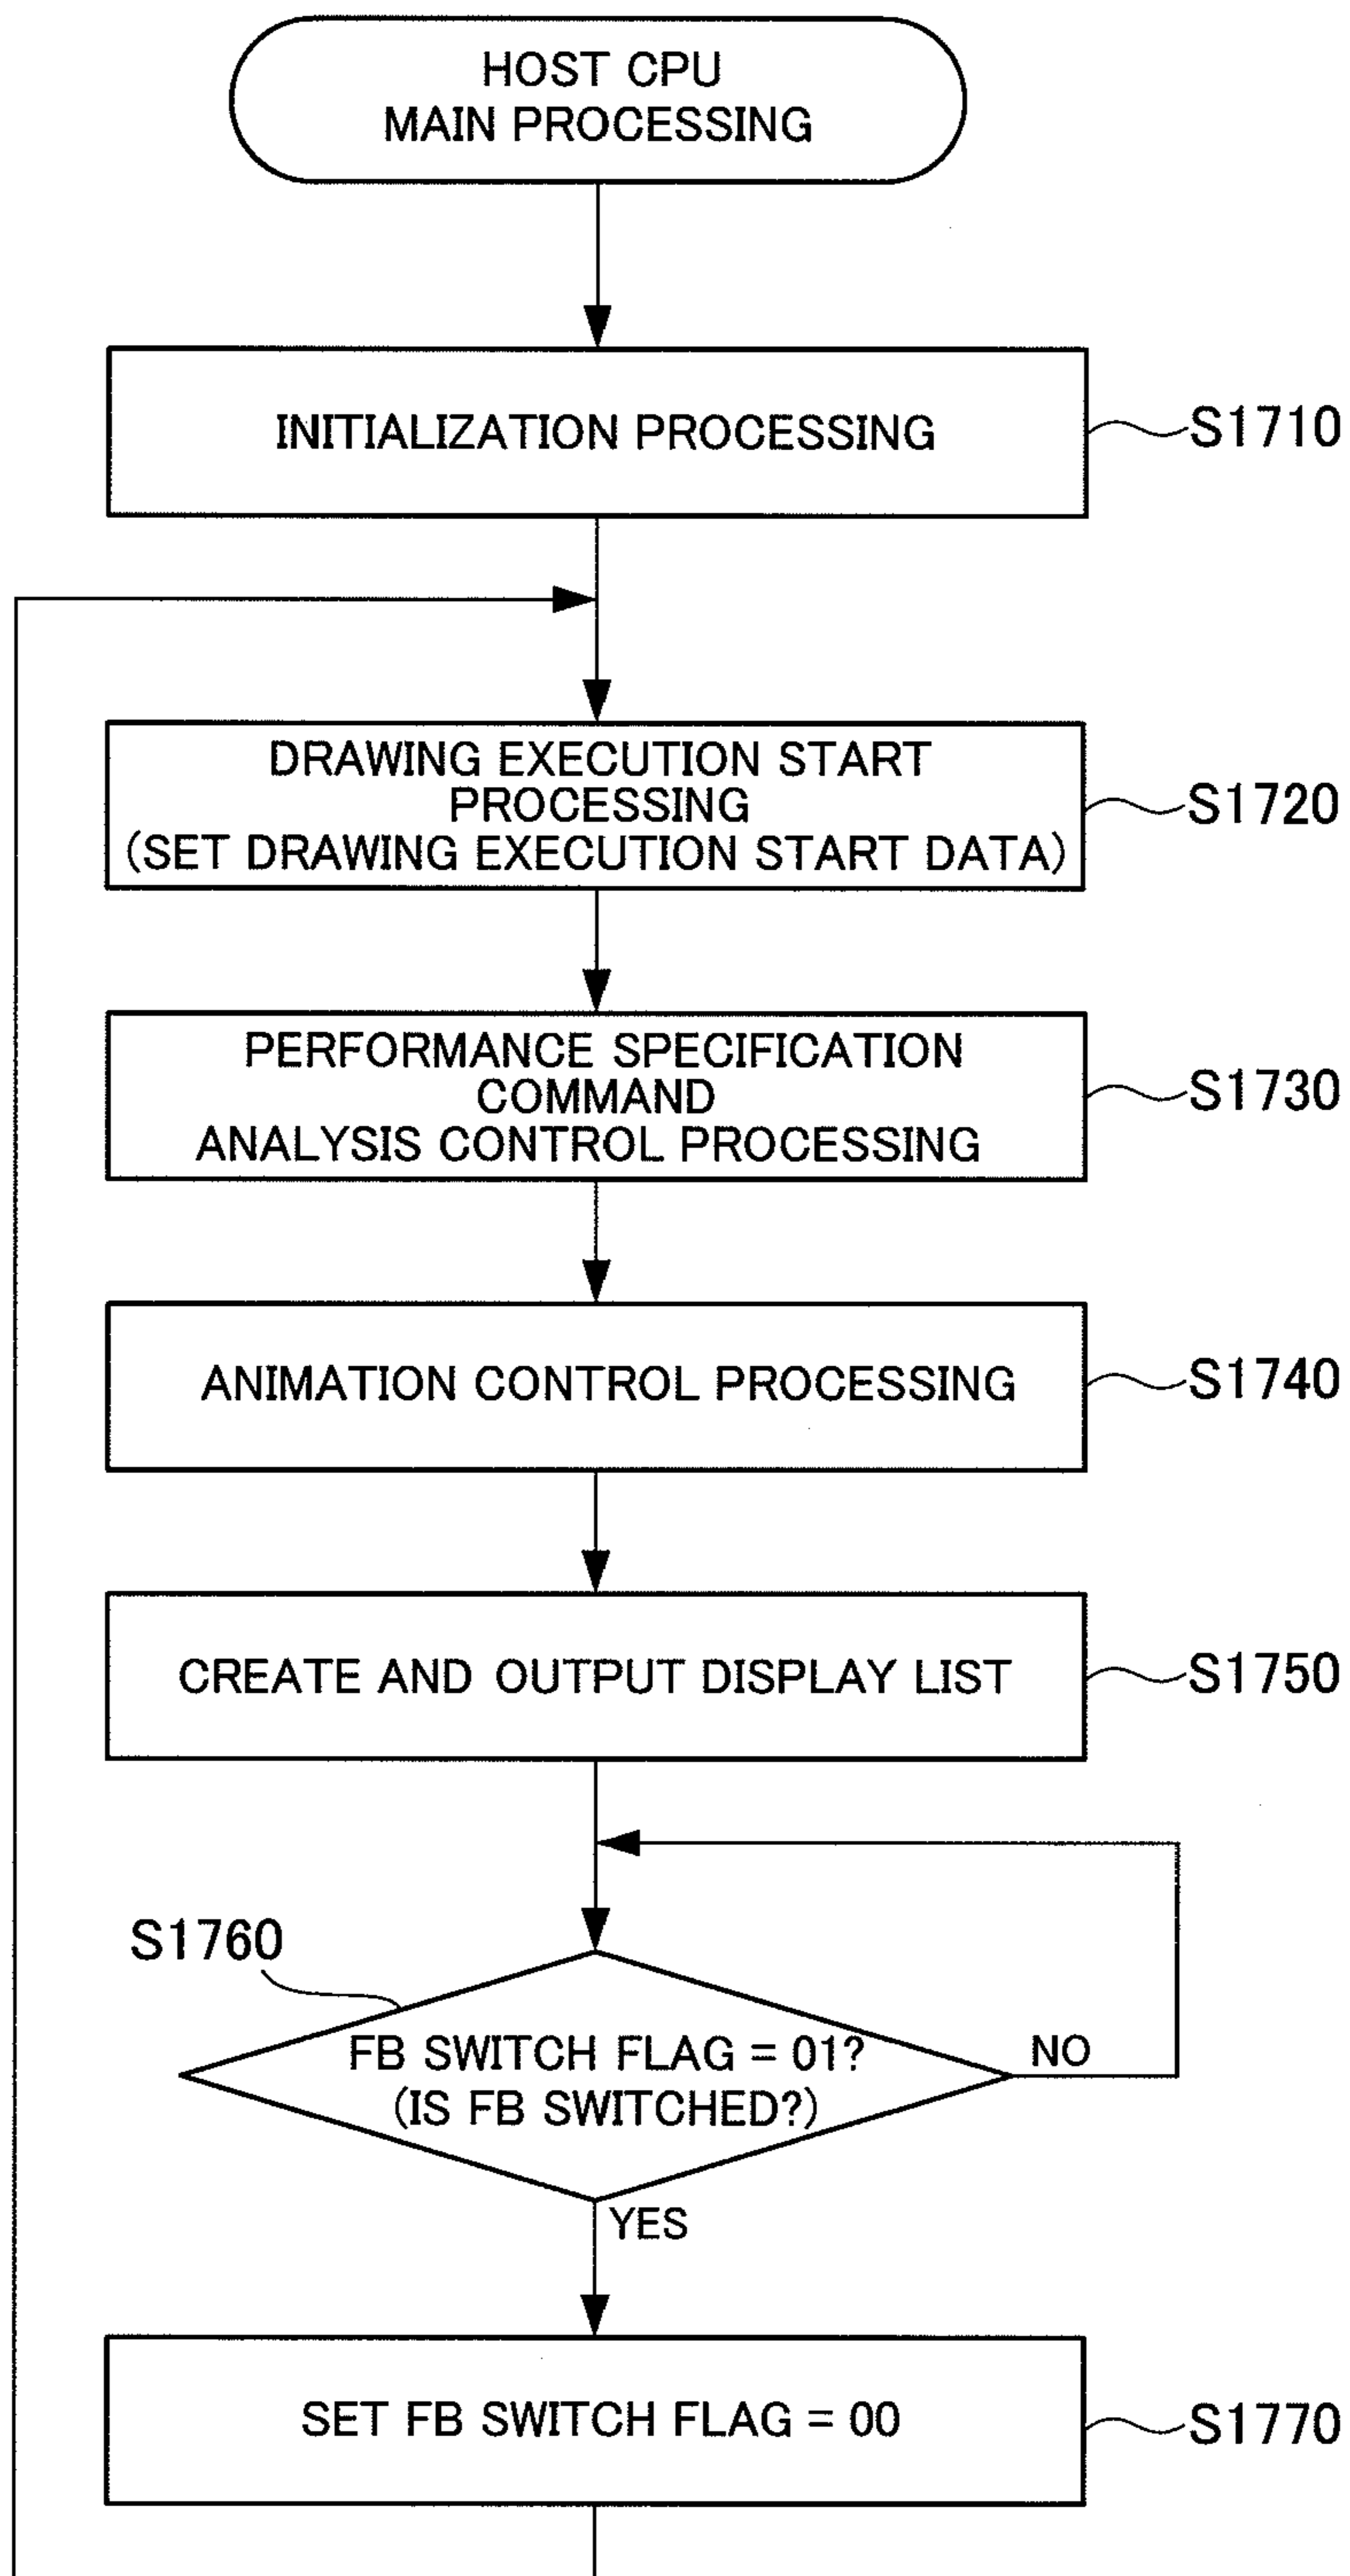 HOST CPU
MAIN PROCESSING
INITIALIZATION PROCESSING
S1710
DRAWING EXECUTION START
PROCESSING
(SET DRAWING EXECUTION START DATA)
S1720
PERFORMANCE SPECIFICATION
COMMAND
ANALYSIS CONTROL PROCESSING
S1730
ANIMATION CONTROL PROCESSING
S1740
CREATE AND OUTPUT DISPLAY LIST
S1750
S1760
FB SWITCH FLAG = 01?
(IS FB SWITCHED?)
NO
YES
SET FB SWITCH FLAG = 00
S1770